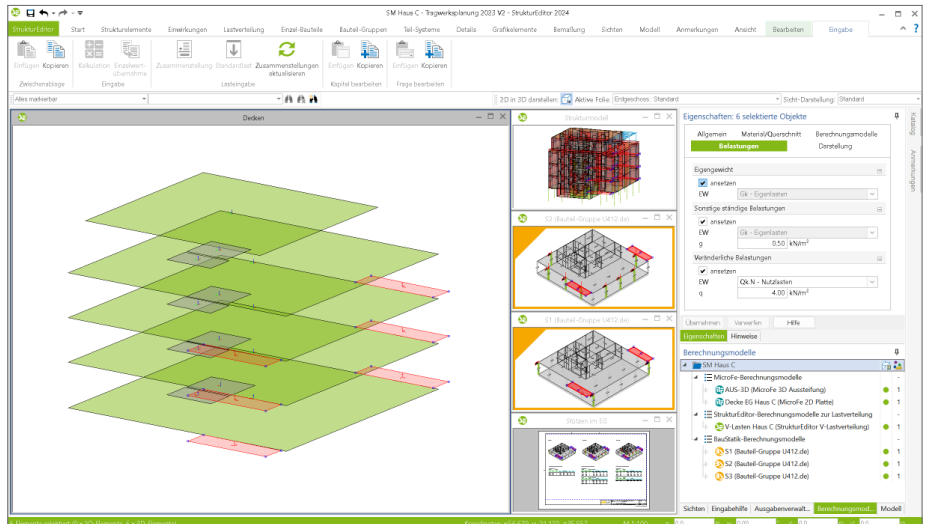 SM Haus C - Tragwerksplanung 2023 V2 - StrukturEditor 2024
StrukturEditor Start Strukturelemente Einwirkungen Lastverteilung Einzel-Bauteile Bauteil-Gruppen Teil-Systeme Details Grafikelemente Bemaßung Sichten Modell Anmerkungen Ansicht Bearbeiten Eingabe ?
Einfügen Kopieren Kalkulation Einzelwert- Zusammenstellung Standardlast Zusammenstellungen Einfügen Kopieren Einfügen Kopieren
übernahme aktualisieren
Zwischenablage Eingabe Lasteingabe Kapitel bearbeiten Frage bearbeiten
Alles markierbar 2D in 3D darstellen: Aktive Folie: Erdgeschoss : Standard Sicht-Darstellung: Standard
Decken
Strukturmodell
S2 (Bauteil-Gruppe U412.de)
S1 (Bauteil-Gruppe U412.de)
Stützen im EG
Eigenschaften: 6 selektierte Objekte
Allgemein Material/Querschnitt Berechnungsmodelle
Belastungen Darstellung
Eigengewicht
ansetzen
EW Gk - Eigenlasten
Sonstige ständige Belastungen
ansetzen
EW Gk - Eigenlasten
g 0.50 kN/m²
Veränderliche Belastungen
ansetzen
EW Qk.N - Nutzlasten
q 4.00 kN/m²
Übernehmen Verwerfen Hilfe
Eigenschaften Hinweise
Berechnungsmodelle
SM Haus C
MicroFe-Berechnungsmodelle -
AUS-3D (MicroFe 3D Aussteifung) 1
Decke EG Haus C (MicroFe 2D Platte) 1
StrukturEditor-Berechnungsmodelle zur Lastverteilung -
V-Lasten Haus C (StrukturEditor V-Lastverteilung) 1
BauStatik-Berechnungsmodelle -
S1 (Bauteil-Gruppe U412.de) 1
S2 (Bauteil-Gruppe U412.de) 1
S3 (Bauteil-Gruppe U412.de) 1
Sichten Eingabehilfe Ausgabenverwalt... Berechnungsmod... Modell
Katalog
Anmerkungen